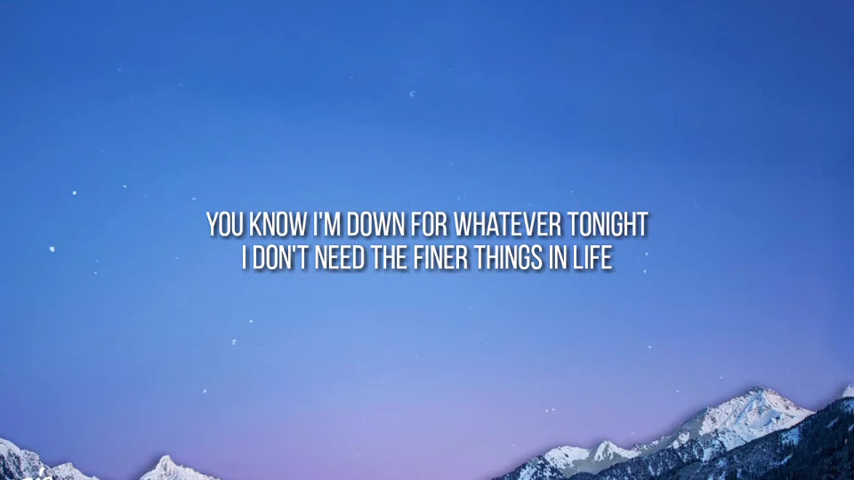 YOU KNOW I'M DOWN FOR WHATEVER TONIGHT
I DON'T NEED THE FINER THINGS IN LIFE